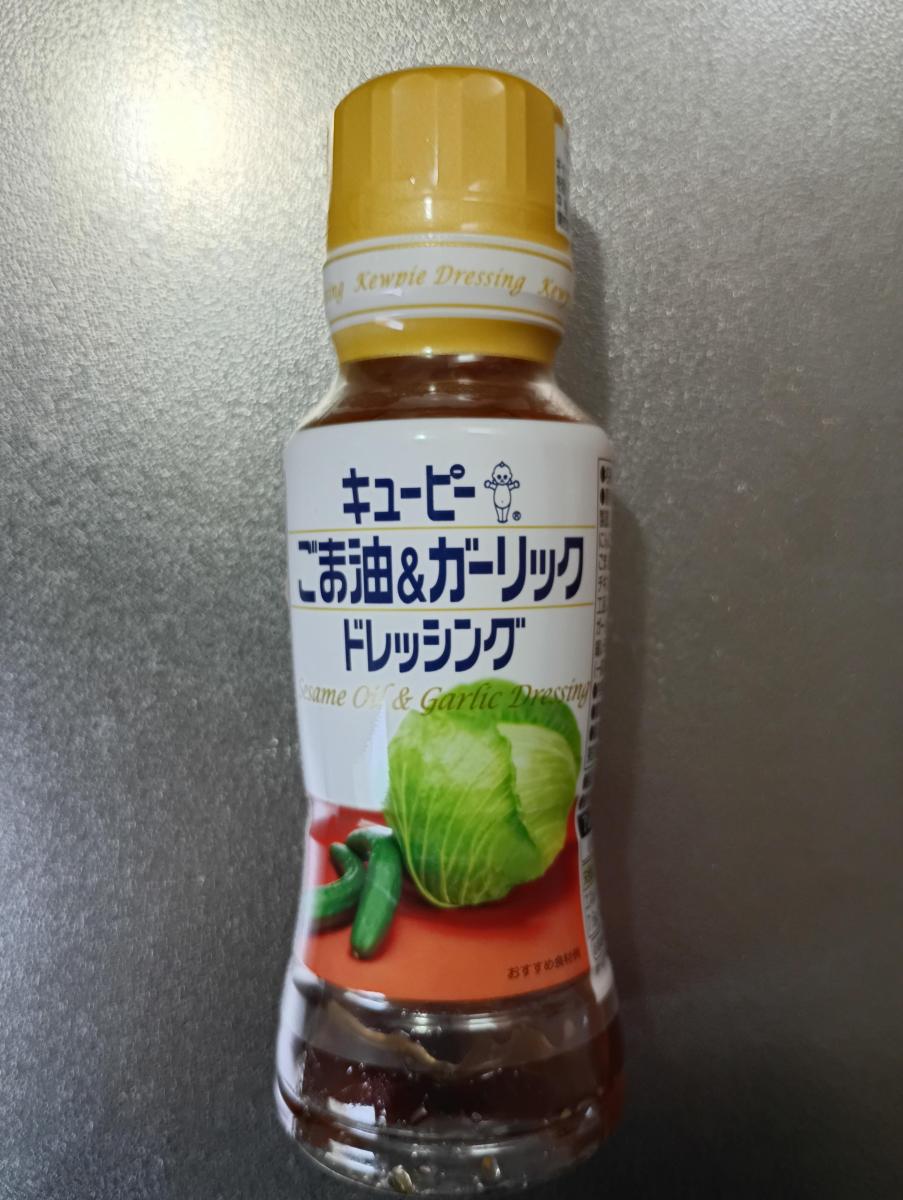 Kewpie Dressing
キューピー
ごま油&ガーリック
ドレッシング
Sesame Oil & Garlic Dressing
おすすめ食材例